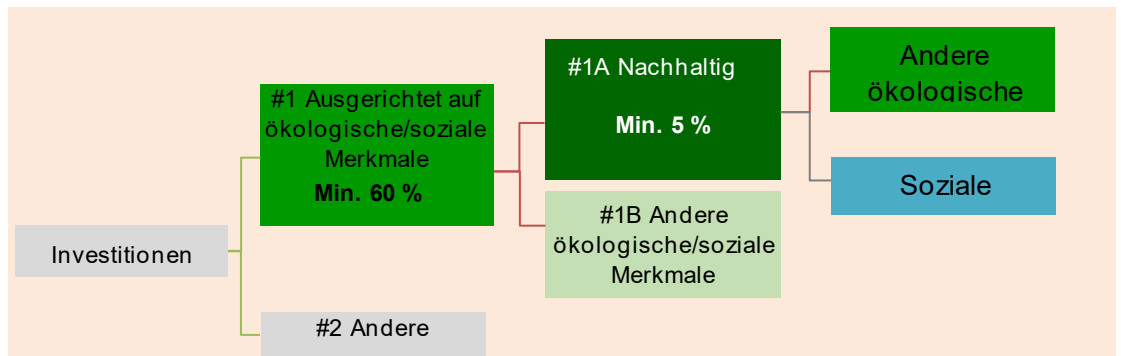 Investitionen
#1 Ausgerichtet auf
ökologische/soziale
Merkmale
Min. 60 %
#2 Andere
#1A Nachhaltig
Min. 5 %
#1B Andere
ökologische/soziale
Merkmale
Andere
ökologische
Soziale